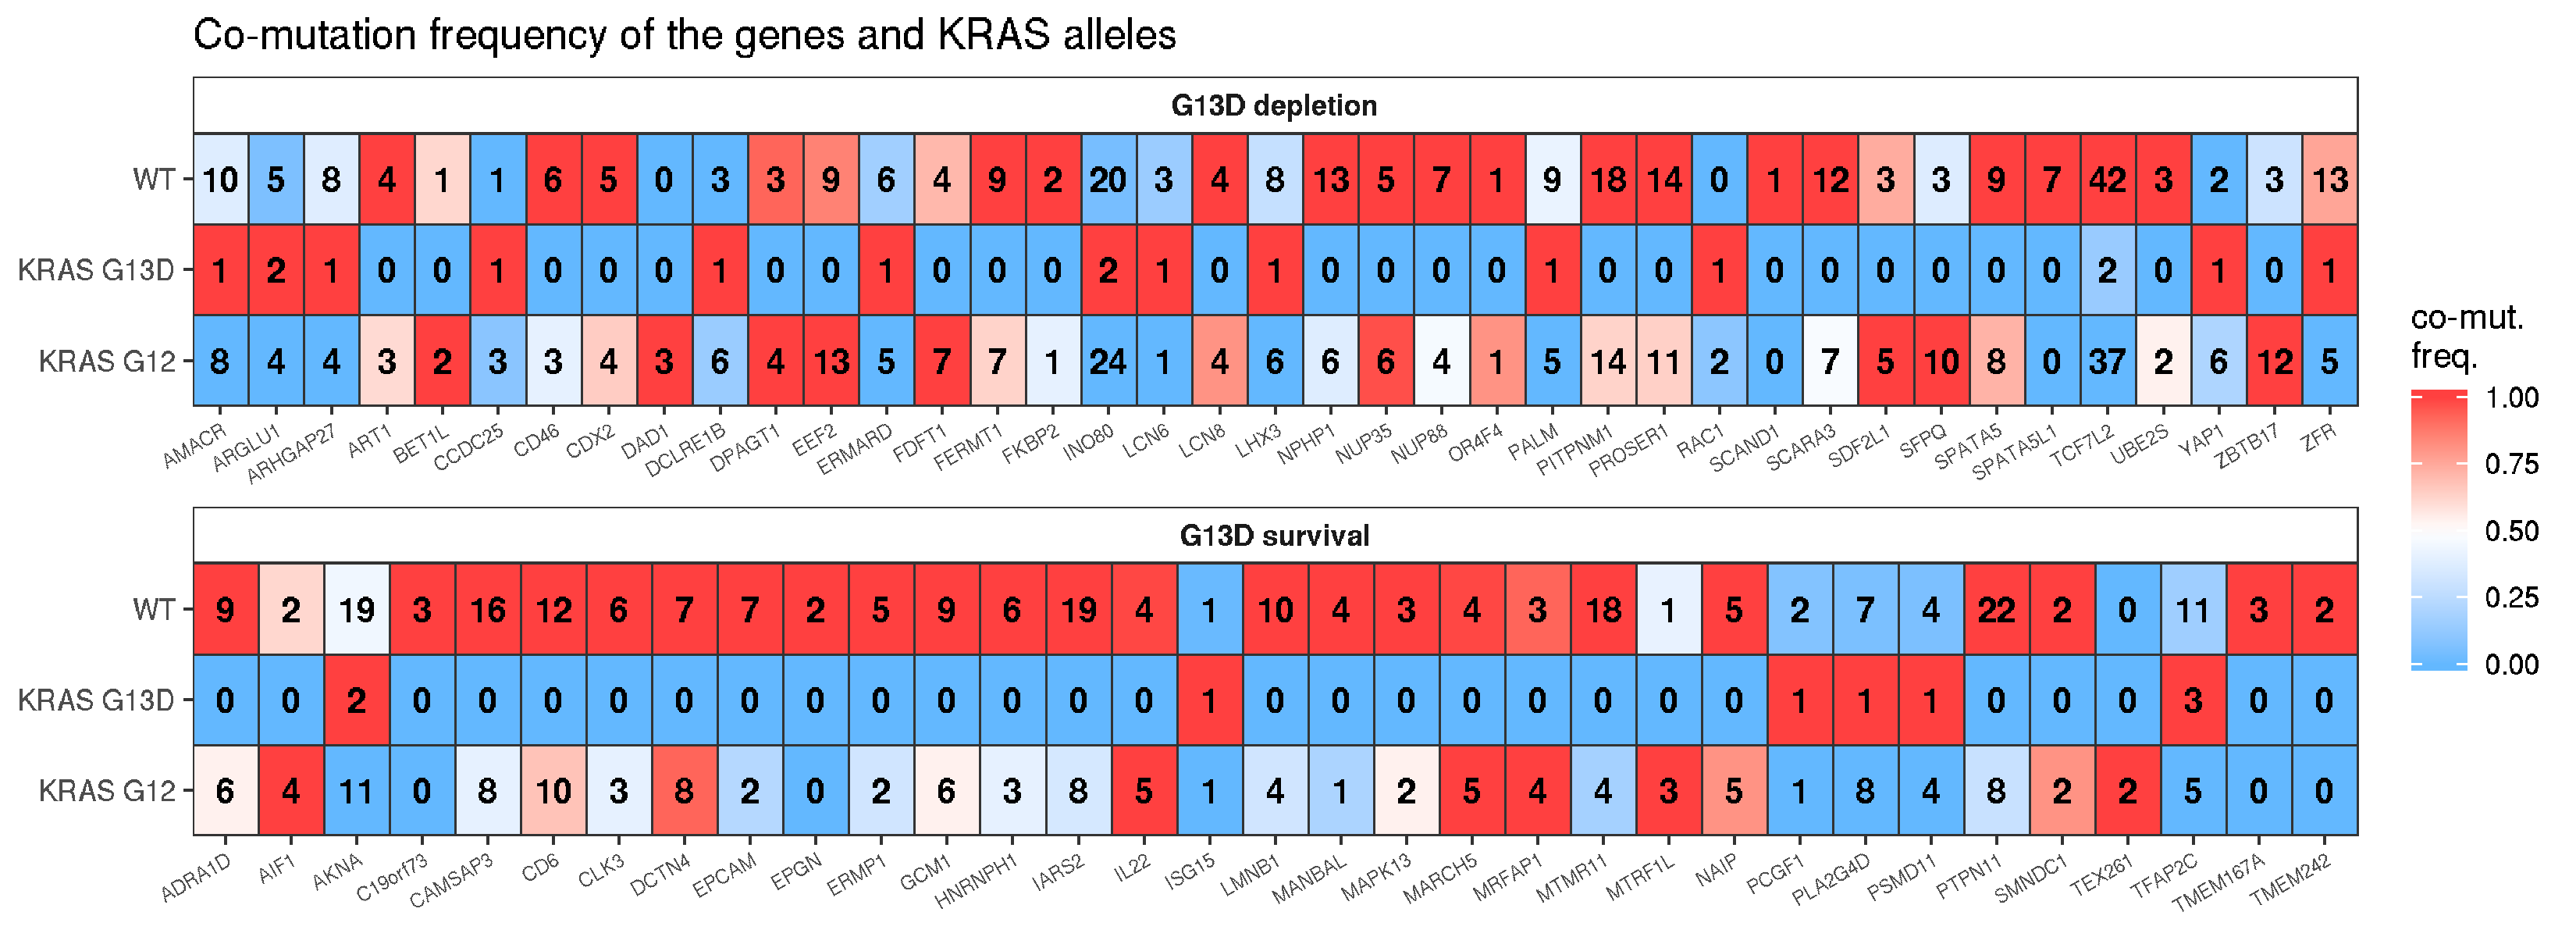 Co-mutation frequency of the genes and KRAS alleles
G13D depletion
WT 10 5 8 4 1 1 6 5 0 3 3 9 6 4 9 2 20 3 4 8 13 5 7 1 9 18 14 0 1 12 3 3 9 7 42 3 2 3 13
KRAS G13D 1 2 1 0 0 1 0 0 0 1 0 0 1 0 0 0 2 1 0 1 0 0 0 0 1 0 0 1 0 0 0 0 0 0 2 0 1 0 1
KRAS G12 8 4 4 3 2 3 3 4 3 6 4 13 5 7 7 1 24 1 4 6 6 6 4 1 5 14 11 2 0 7 5 10 8 0 37 2 6 12 5
AMACR ARGLU1 ARHGAP27 ART1 BET1L CCDC25 CD46 CDX2 DAD1 DCLRE1B DPAGT1 EEF2 ERMARD FDFT1 FERMT1 FKBP2 INO80 LCN6 LCN8 LHX3 NPHP1 NUP35 NUP88 OR4F4 PALM PITPNM1 PROSER1 RAC1 SCAND1 SCARA3 SDF2L1 SFPQ SPATA5 SPATA5L1 TCF7L2 UBE2S YAP1 ZBTB17 ZFR
G13D survival
WT 9 2 19 3 16 12 6 7 7 2 5 9 6 19 4 1 10 4 3 4 3 18 1 5 2 7 4 22 2 0 11 3 2
KRAS G13D 0 0 2 0 0 0 0 0 0 0 0 0 0 0 0 1 0 0 0 0 0 0 0 0 1 1 1 0 0 0 3 0 0
KRAS G12 6 4 11 0 8 10 3 8 2 0 2 6 3 8 5 1 4 1 2 5 4 4 3 5 1 8 4 8 2 2 5 0 0
ADRA1D AIF1 AKNA C19orf73 CAMSAP3 CD6 CLK3 DCTN4 EPCAM EPGN ERMP1 GCM1 HNRNPH1 IARS2 IL22 ISG15 LMNB1 MANBAL MAPK13 MARCH5 MRFAP1 MTMR11 MTRF1L NAIP PCGF1 PLA2G4D PSMD11 PTPN11 SMNDC1 TEX261 TFAP2C TMEM167A TMEM242
co-mut.
freq.
1.00
0.75
0.50
0.25
0.00